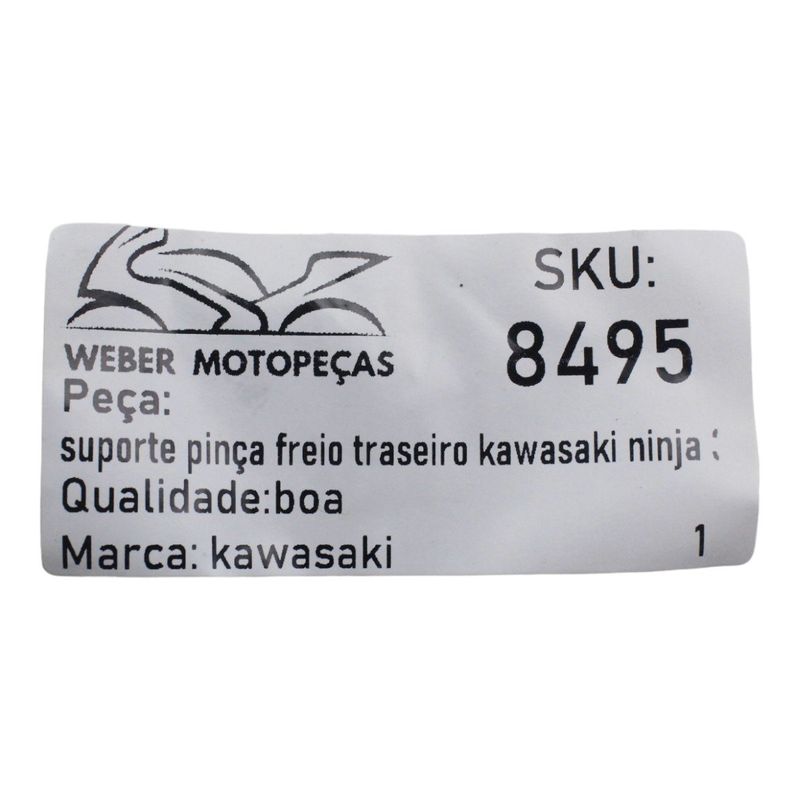 WEBER MOTOPEÇAS
SKU:
8495
Peça:
suporte pinça freio traseiro kawasaki ninja
Qualidade:boa
Marca: kawasaki
1